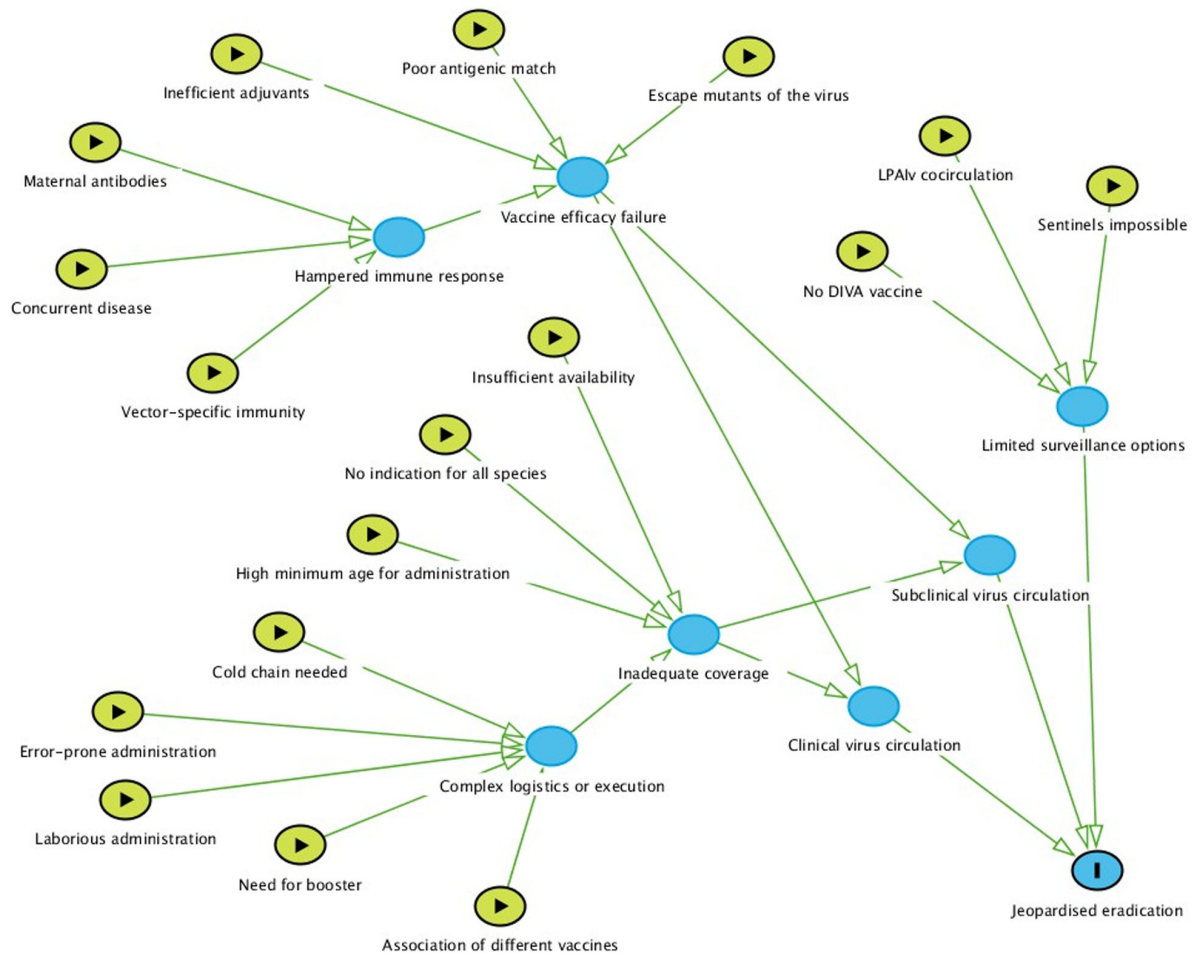 Poor antigenic match
Inefficient adjuvants
Escape mutants of the virus
LPAIv cocirculation
Maternal antibodies
Vaccine efficacy failure
Sentinels impossible
Hampered immune response
No DIVA vaccine
Concurrent disease
Insufficient availability
Vector-specific immunity
Limited surveillance options
No indication for all species
High minimum age for administration
Subclinical virus circulation
Cold chain needed
Inadequate coverage
Error-prone administration
Clinical virus circulation
Complex logistics or execution
Laborious administration
Need for booster
Jeopardised eradication
Association of different vaccines